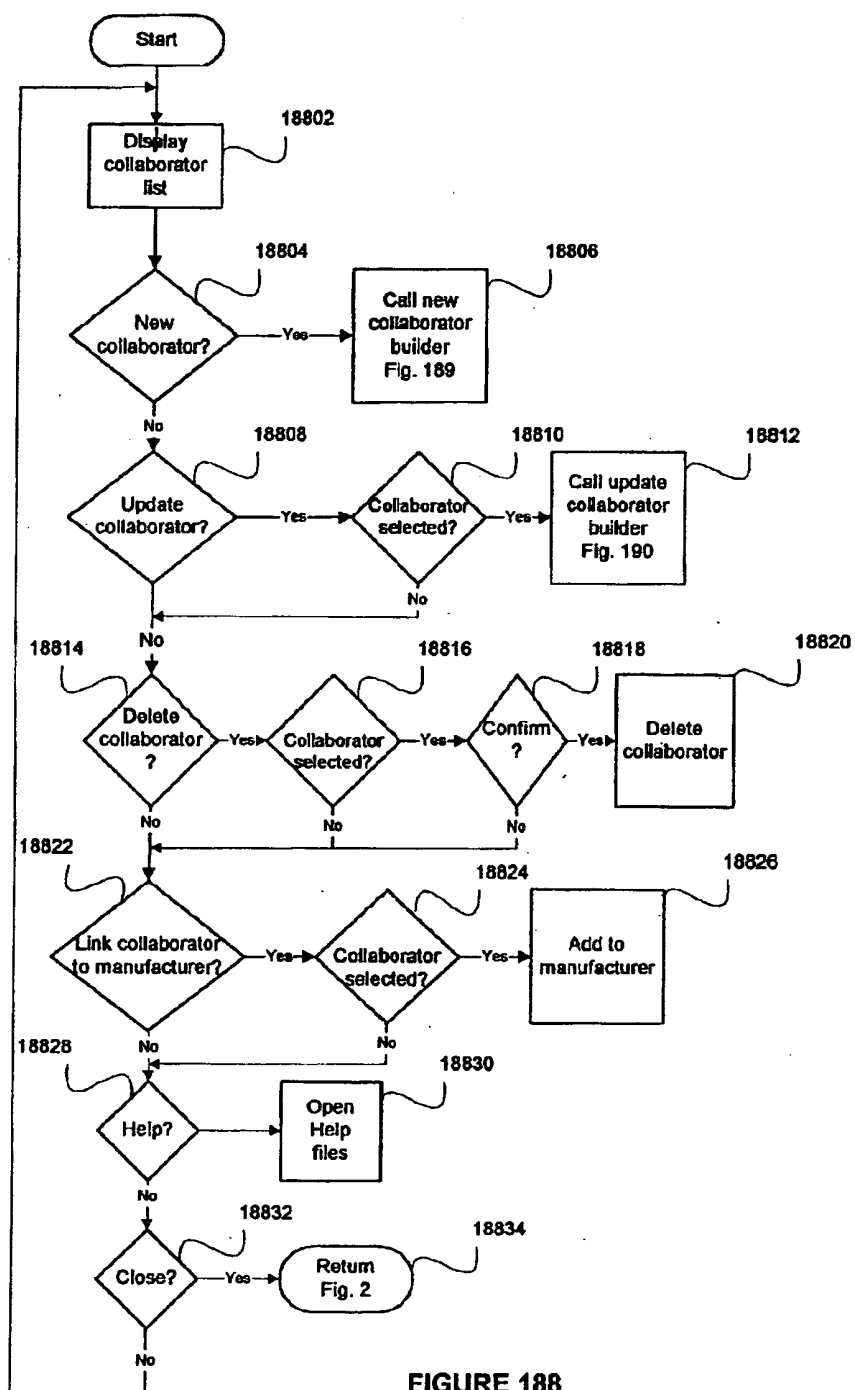 Start
18802
Display
collaborator
list
18804
18806
New
collaborator?
Yes
Call new
collaborator
builder
Fig. 189
No
18808
18810
18812
Update
collaborator?
Yes
Collaborator
selected?
Yes
Call update
collaborator
builder
Fig. 190
No
No
18814
18816
18818
18820
Delete
collaborator
?
Yes
Collaborator
selected?
Yes
Confirm
?
Yes
Delete
collaborator
No
No
No
18822
18824
18826
Link collaborator
to manufacturer?
Yes
Collaborator
selected?
Yes
Add to
manufacturer
No
No
18828
18830
Help?
Open
Help
files
No
18832
18834
Close?
Yes
Return
Fig. 2
No
FIGURE 188